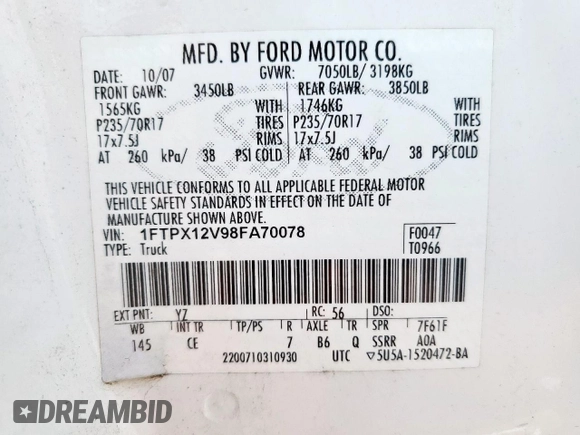 MFD. BY FORD MOTOR CO.
DATE: 10/07 GVWR: 7050LB/ 3198KG
FRONT GAWR: 3450LB REAR GAWR: 3850LB
1565KG WITH 1746KG WITH
P235/70R17 TIRES P235/70R17 TIRES
17x7.5J RIMS 17x7.5J RIMS
AT 260 kPa/ 38 PSI COLD AT 260 kPa/ 38 PSI COLD
THIS VEHICLE CONFORMS TO ALL APPLICABLE FEDERAL MOTOR
VEHICLE SAFETY STANDARDS IN EFFECT ON THE DATE OF
MANUFACTURE SHOWN ABOVE.
VIN: 1FTPX12V98FA70078 F0047
TYPE: Truck T0966
EXT PNT: YZ RC: 56 DSO:
WB INT TR TP/PS R AXLE TR SPR 7F61F
145 CE 7 B6 Q SSRR A0A
2200710310930 UTC ▽5U5A-1520472-BA
DREAMBID